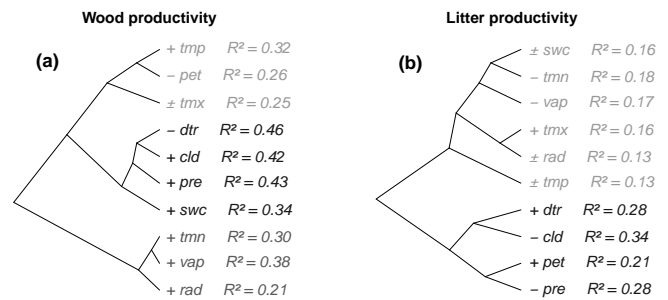 Wood productivity
(a)
+ tmp R² = 0.32
− pet R² = 0.26
± tmx R² = 0.25
− dtr R² = 0.46
+ cld R² = 0.42
+ pre R² = 0.43
+ swc R² = 0.34
+ tmn R² = 0.30
+ vap R² = 0.38
+ rad R² = 0.21
Litter productivity
(b)
± swc R² = 0.16
− tmn R² = 0.18
− vap R² = 0.17
+ tmx R² = 0.16
± rad R² = 0.13
± tmp R² = 0.13
+ dtr R² = 0.28
− cld R² = 0.34
+ pet R² = 0.21
− pre R² = 0.28